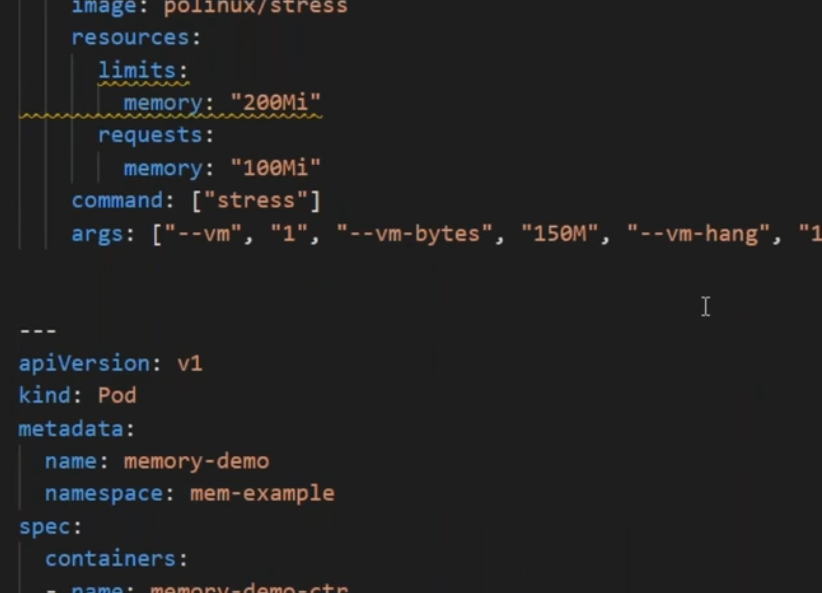 image: polinux/stress
resources:
limits:
memory: "200Mi"
requests:
memory: "100Mi"
command: ["stress"]
args: ["--vm", "1", "--vm-bytes", "150M", "--vm-hang", "1
---
apiVersion: v1
kind: Pod
metadata:
name: memory-demo
namespace: mem-example
spec:
containers:
- name: memory-demo-ctr